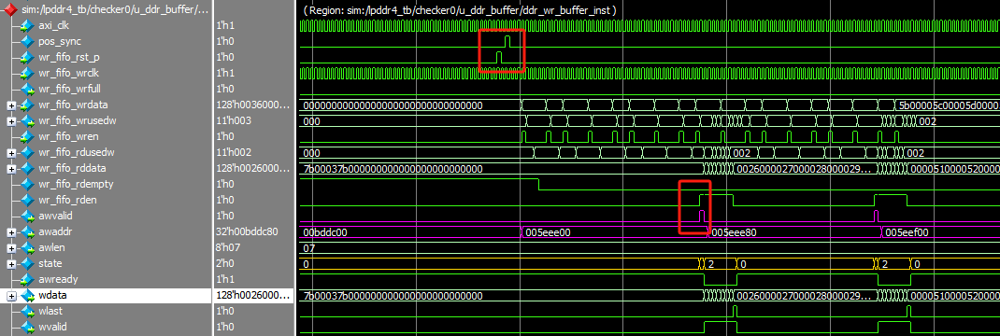 sim:/lpddr4_tb/checker0/u_ddr_buffer/... ( Region: sim:/lpddr4_tb/checker0/u_ddr_buffer/ddr_wr_buffer_inst )
axi_clk 1'h1
pos_sync 1'h0
wr_fifo_rst_p 1'h0
wr_fifo_wrclk 1'h1
wr_fifo_wrfull 1'h0
wr_fifo_wrdata 128'h0036000... 00000000000000000000000000000000 5b00005c00005d0000
wr_fifo_wrusedw 11'h003 000 002
wr_fifo_wren 1'h0
wr_fifo_rdusedw 11'h002 000 002 002
wr_fifo_rddata 128'h0026000... 7b00037b000000000000000000000000 0026000027000028000029... 0000510000520000
wr_fifo_rdempty 1'h0
wr_fifo_rden 1'h0
awvalid 1'h0
awaddr 32'h00bddc80 00bddc00 005eee00 005eee80 005eef00
awlen 8'h07 07
state 2'h0 0 2 0 2 0
awready 1'h1
wdata 128'h0026000... 7b00037b000000000000000000000000 0026000027000028000029... 0000510000520000
wlast 1'h0
wvalid 1'h0